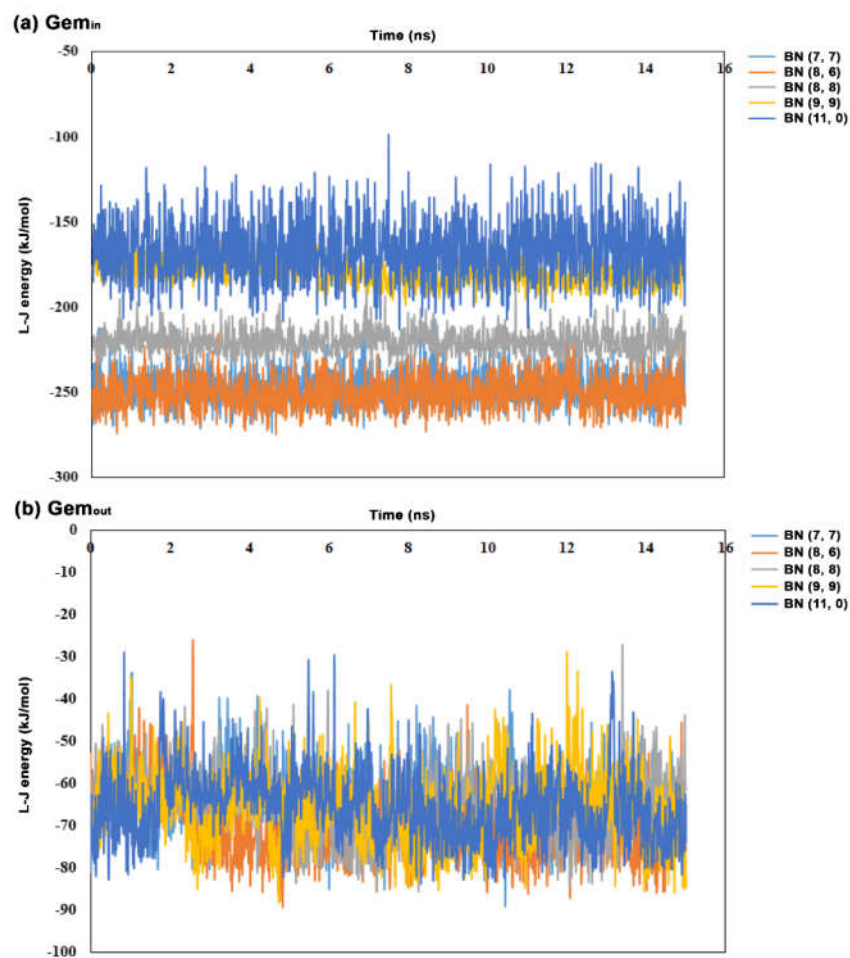 (a) Gemin
Time (ns)
-50
0 2 4 6 8 10 12 14 16
-100
-150
-200
-250
-300
L-J energy (kJ/mol)
BN (7, 7)
BN (8, 6)
BN (8, 8)
BN (9, 9)
BN (11, 0)
(b) Gemout
Time (ns)
0
0 2 4 6 8 10 12 14 16
-10
-20
-30
-40
-50
-60
-70
-80
-90
-100
L-J energy (kJ/mol)
BN (7, 7)
BN (8, 6)
BN (8, 8)
BN (9, 9)
BN (11, 0)